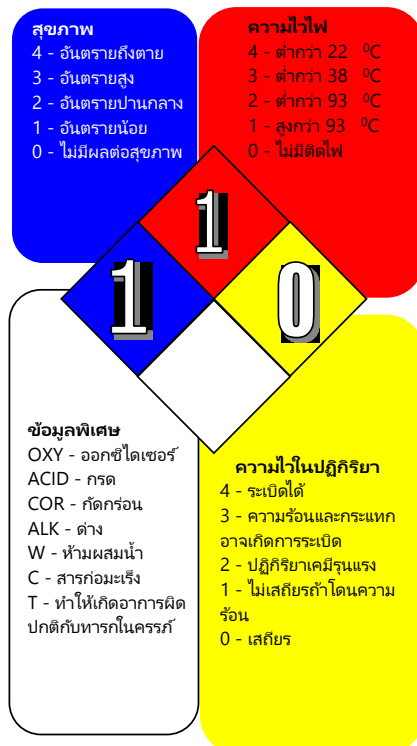 สุขภาพ
4 - อันตรายถึงตาย
3 - อันตรายสูง
2 - อันตรายปานกลาง
1 - อันตรายน้อย
0 - ไม่มีผลต่อสุขภาพ
ความไวไฟ
4 - ต่ำกว่า 22 ⁰C
3 - ต่ำกว่า 38 ⁰C
2 - ต่ำกว่า 93 ⁰C
1 - สูงกว่า 93 ⁰C
0 - ไม่มีติดไฟ
1
1
0
ข้อมูลพิเศษ
OXY - ออกซิไดเซอร์
ACID - กรด
COR - กัดกร่อน
ALK - ด่าง
W - ห้ามผสมน้ำ
C - สารก่อมะเร็ง
T - ทำให้เกิดอาการผิด
ปกติกับทารกในครรภ์
ความไวในปฏิกิริยา
4 - ระเบิดได้
3 - ความร้อนและกระแทก
อาจเกิดการระเบิด
2 - ปฏิกิริยาเคมีรุนแรง
1 - ไม่เสถียรถ้าโดนความ
ร้อน
0 - เสถียร